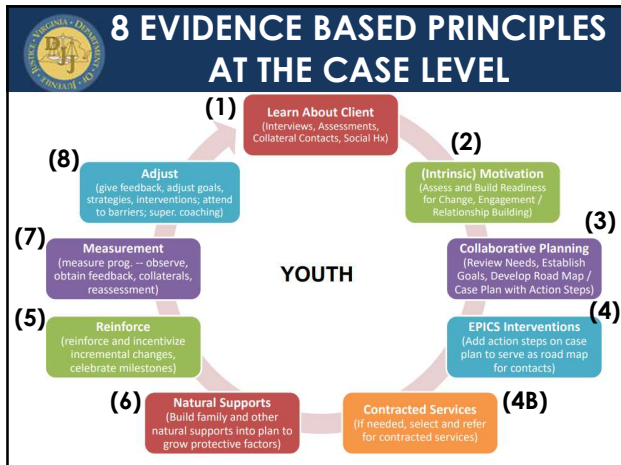 8 EVIDENCE BASED PRINCIPLES
AT THE CASE LEVEL
VIRGINIA DEPARTMENT OF JUVENILE JUSTICE
DJJ
(1)
Learn About Client
(Interviews, Assessments,
Collateral Contacts, Social Hx)
(2)
(Intrinsic) Motivation
(Assess and Build Readiness
for Change, Engagement /
Relationship Building)
(3)
Collaborative Planning
(Review Needs, Establish
Goals, Develop Road Map /
Case Plan with Action Steps)
(4)
EPICS Interventions
(Add action steps on case
plan to serve as road map
for contacts)
(4B)
Contracted Services
(If needed, select and refer
for contracted services)
(6)
Natural Supports
(Build family and other
natural supports into plan to
grow protective factors)
(5)
Reinforce
(reinforce and incentivize
incremental changes,
celebrate milestones)
(7)
Measurement
(measure prog. -- observe,
obtain feedback, collaterals,
reassessment)
(8)
Adjust
(give feedback, adjust goals,
strategies, interventions; attend
to barriers; super. coaching)
YOUTH